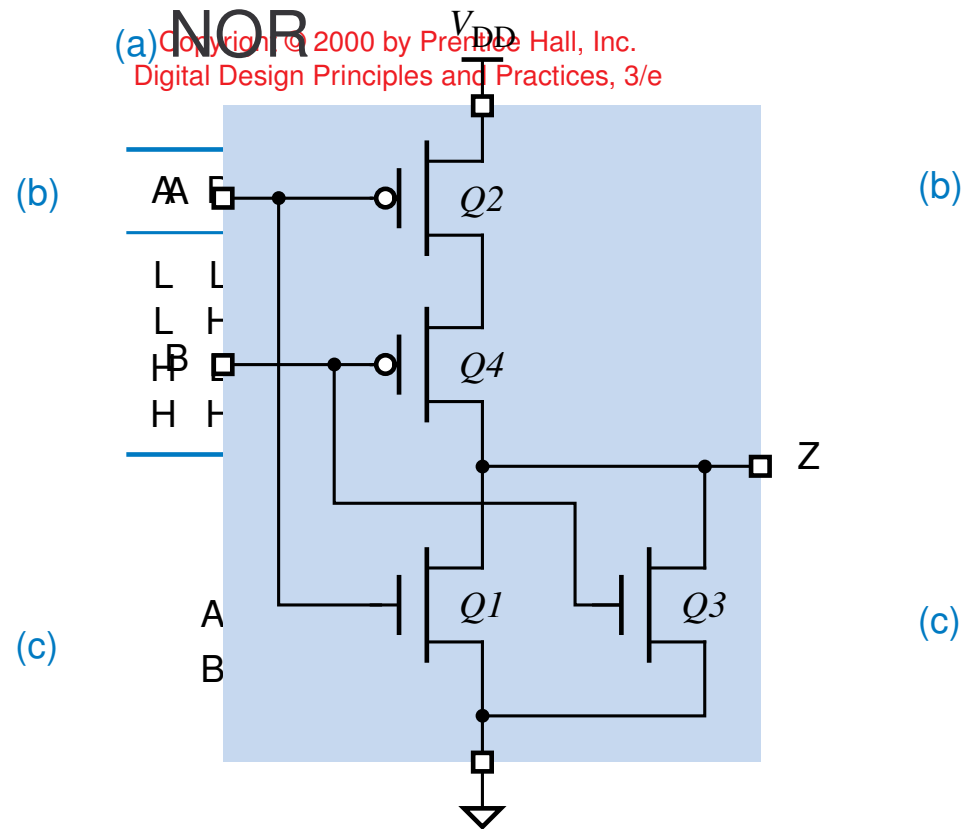 (a) NOR
Copyright © 2000 by Prentice Hall, Inc.
Digital Design Principles and Practices, 3/e
VDD
(b)
(b)
A
A
Q2
L L
L H
H
H H
B
Q4
Z
Q1
Q3
A
B
(c)
(c)